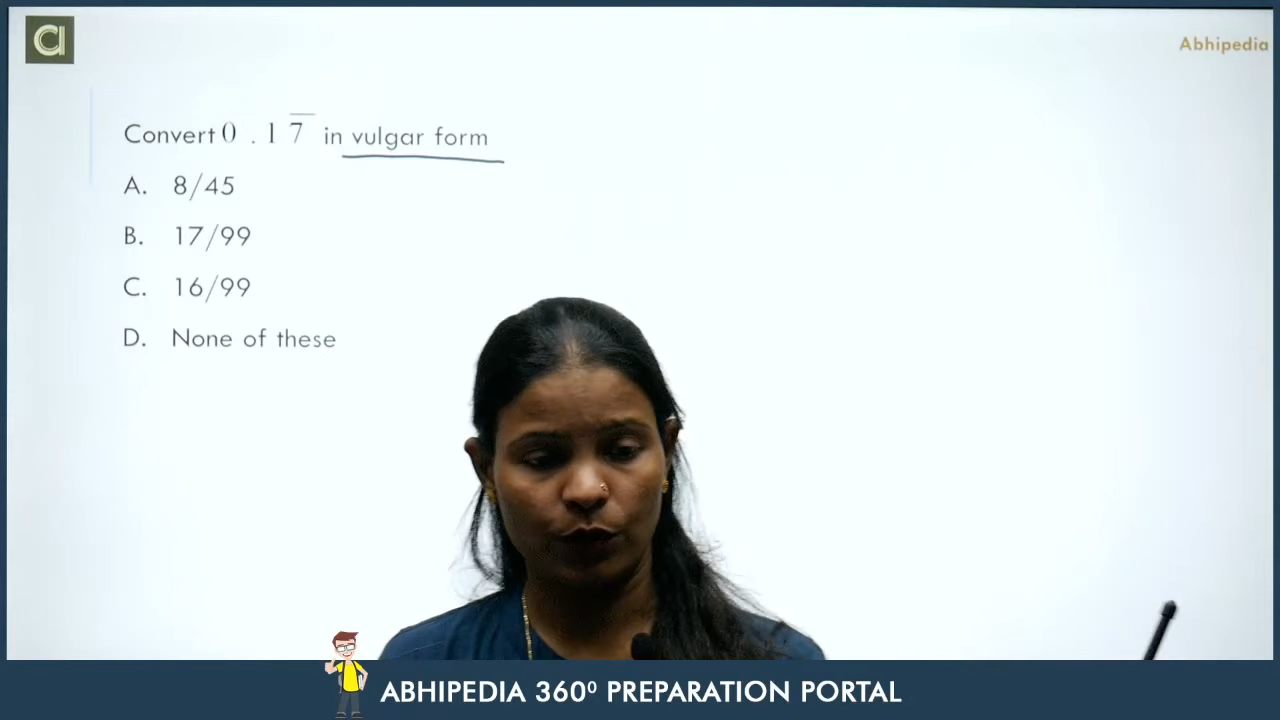 a
Abhipedia
Convert 0 . 1 7̅ in vulgar form
A. 8/45
B. 17/99
C. 16/99
D. None of these
ABHIPEDIA 360⁰ PREPARATION PORTAL